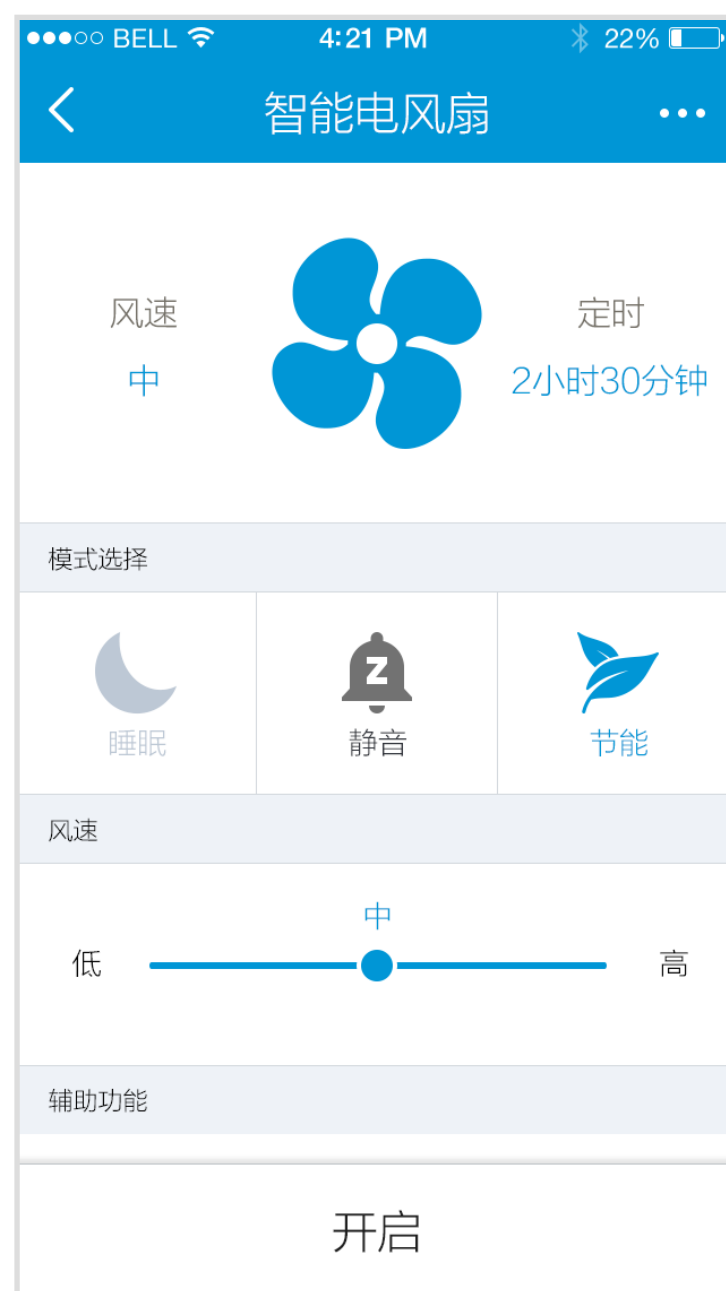 BELL 4:21 PM 22%
智能电风扇
风速 定时
中 2小时30分钟
模式选择
Z
睡眠 静音 节能
风速
中
低 高
辅助功能
开启